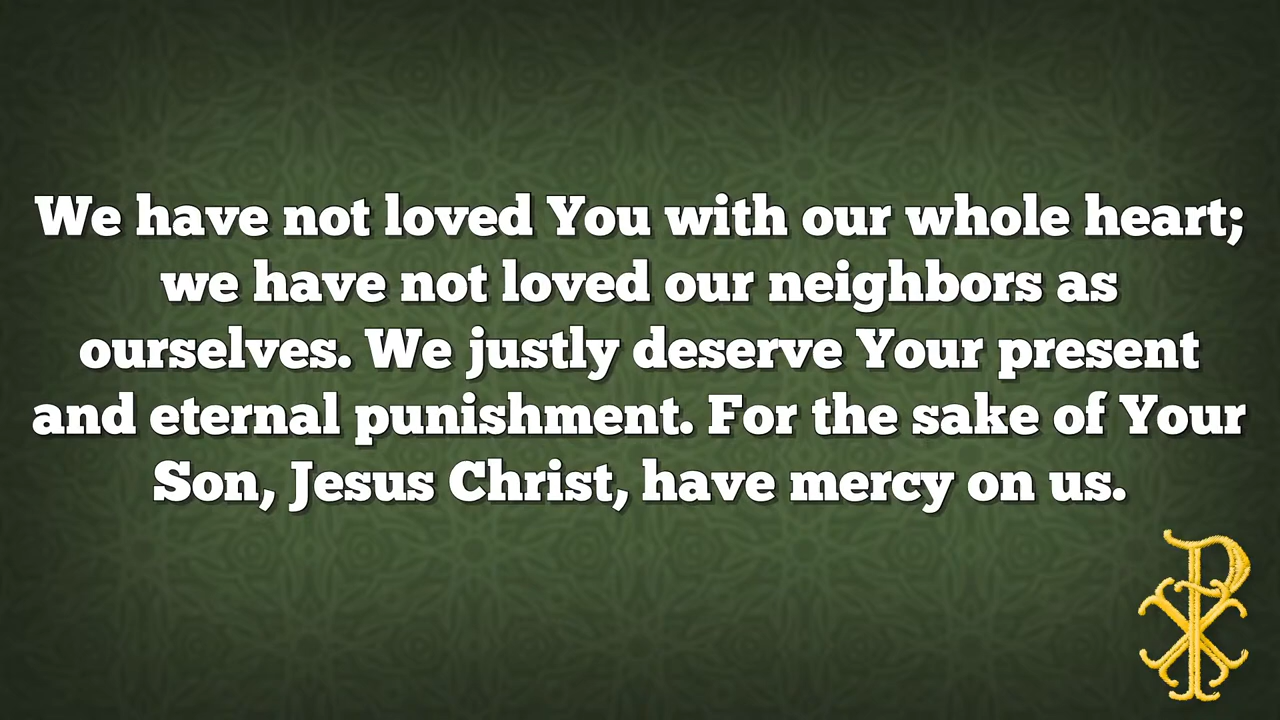 We have not loved You with our whole heart;
we have not loved our neighbors as
ourselves. We justly deserve Your present
and eternal punishment. For the sake of Your
Son, Jesus Christ, have mercy on us.